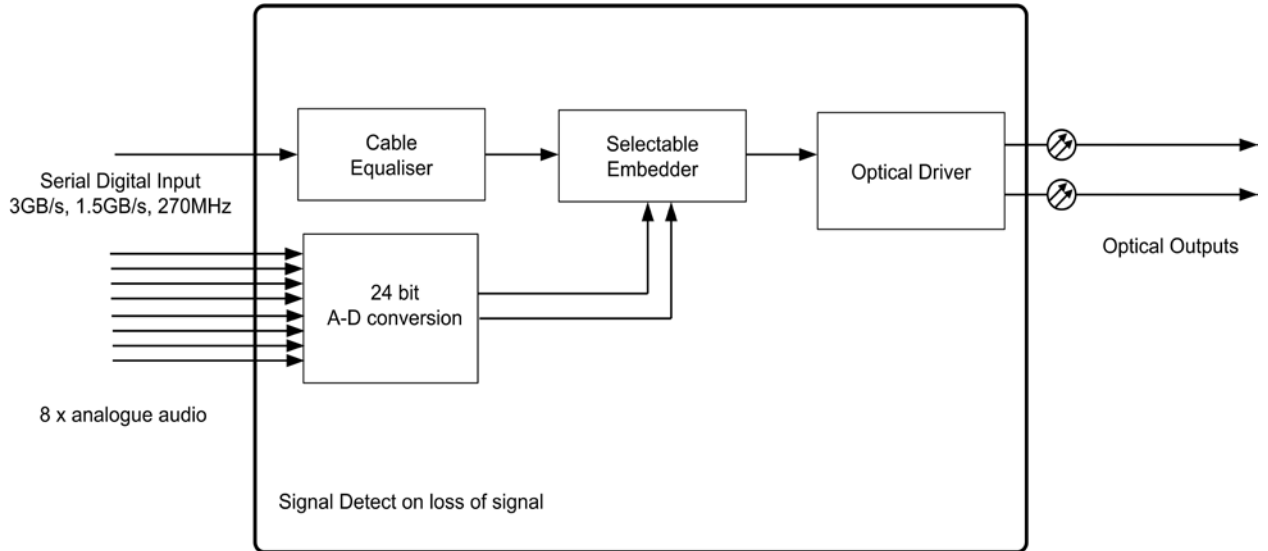 Cable
Equaliser
Selectable
Embedder
Optical Driver
Serial Digital Input
3GB/s, 1.5GB/s, 270MHz
Optical Outputs
24 bit
A-D conversion
8 x analogue audio
Signal Detect on loss of signal